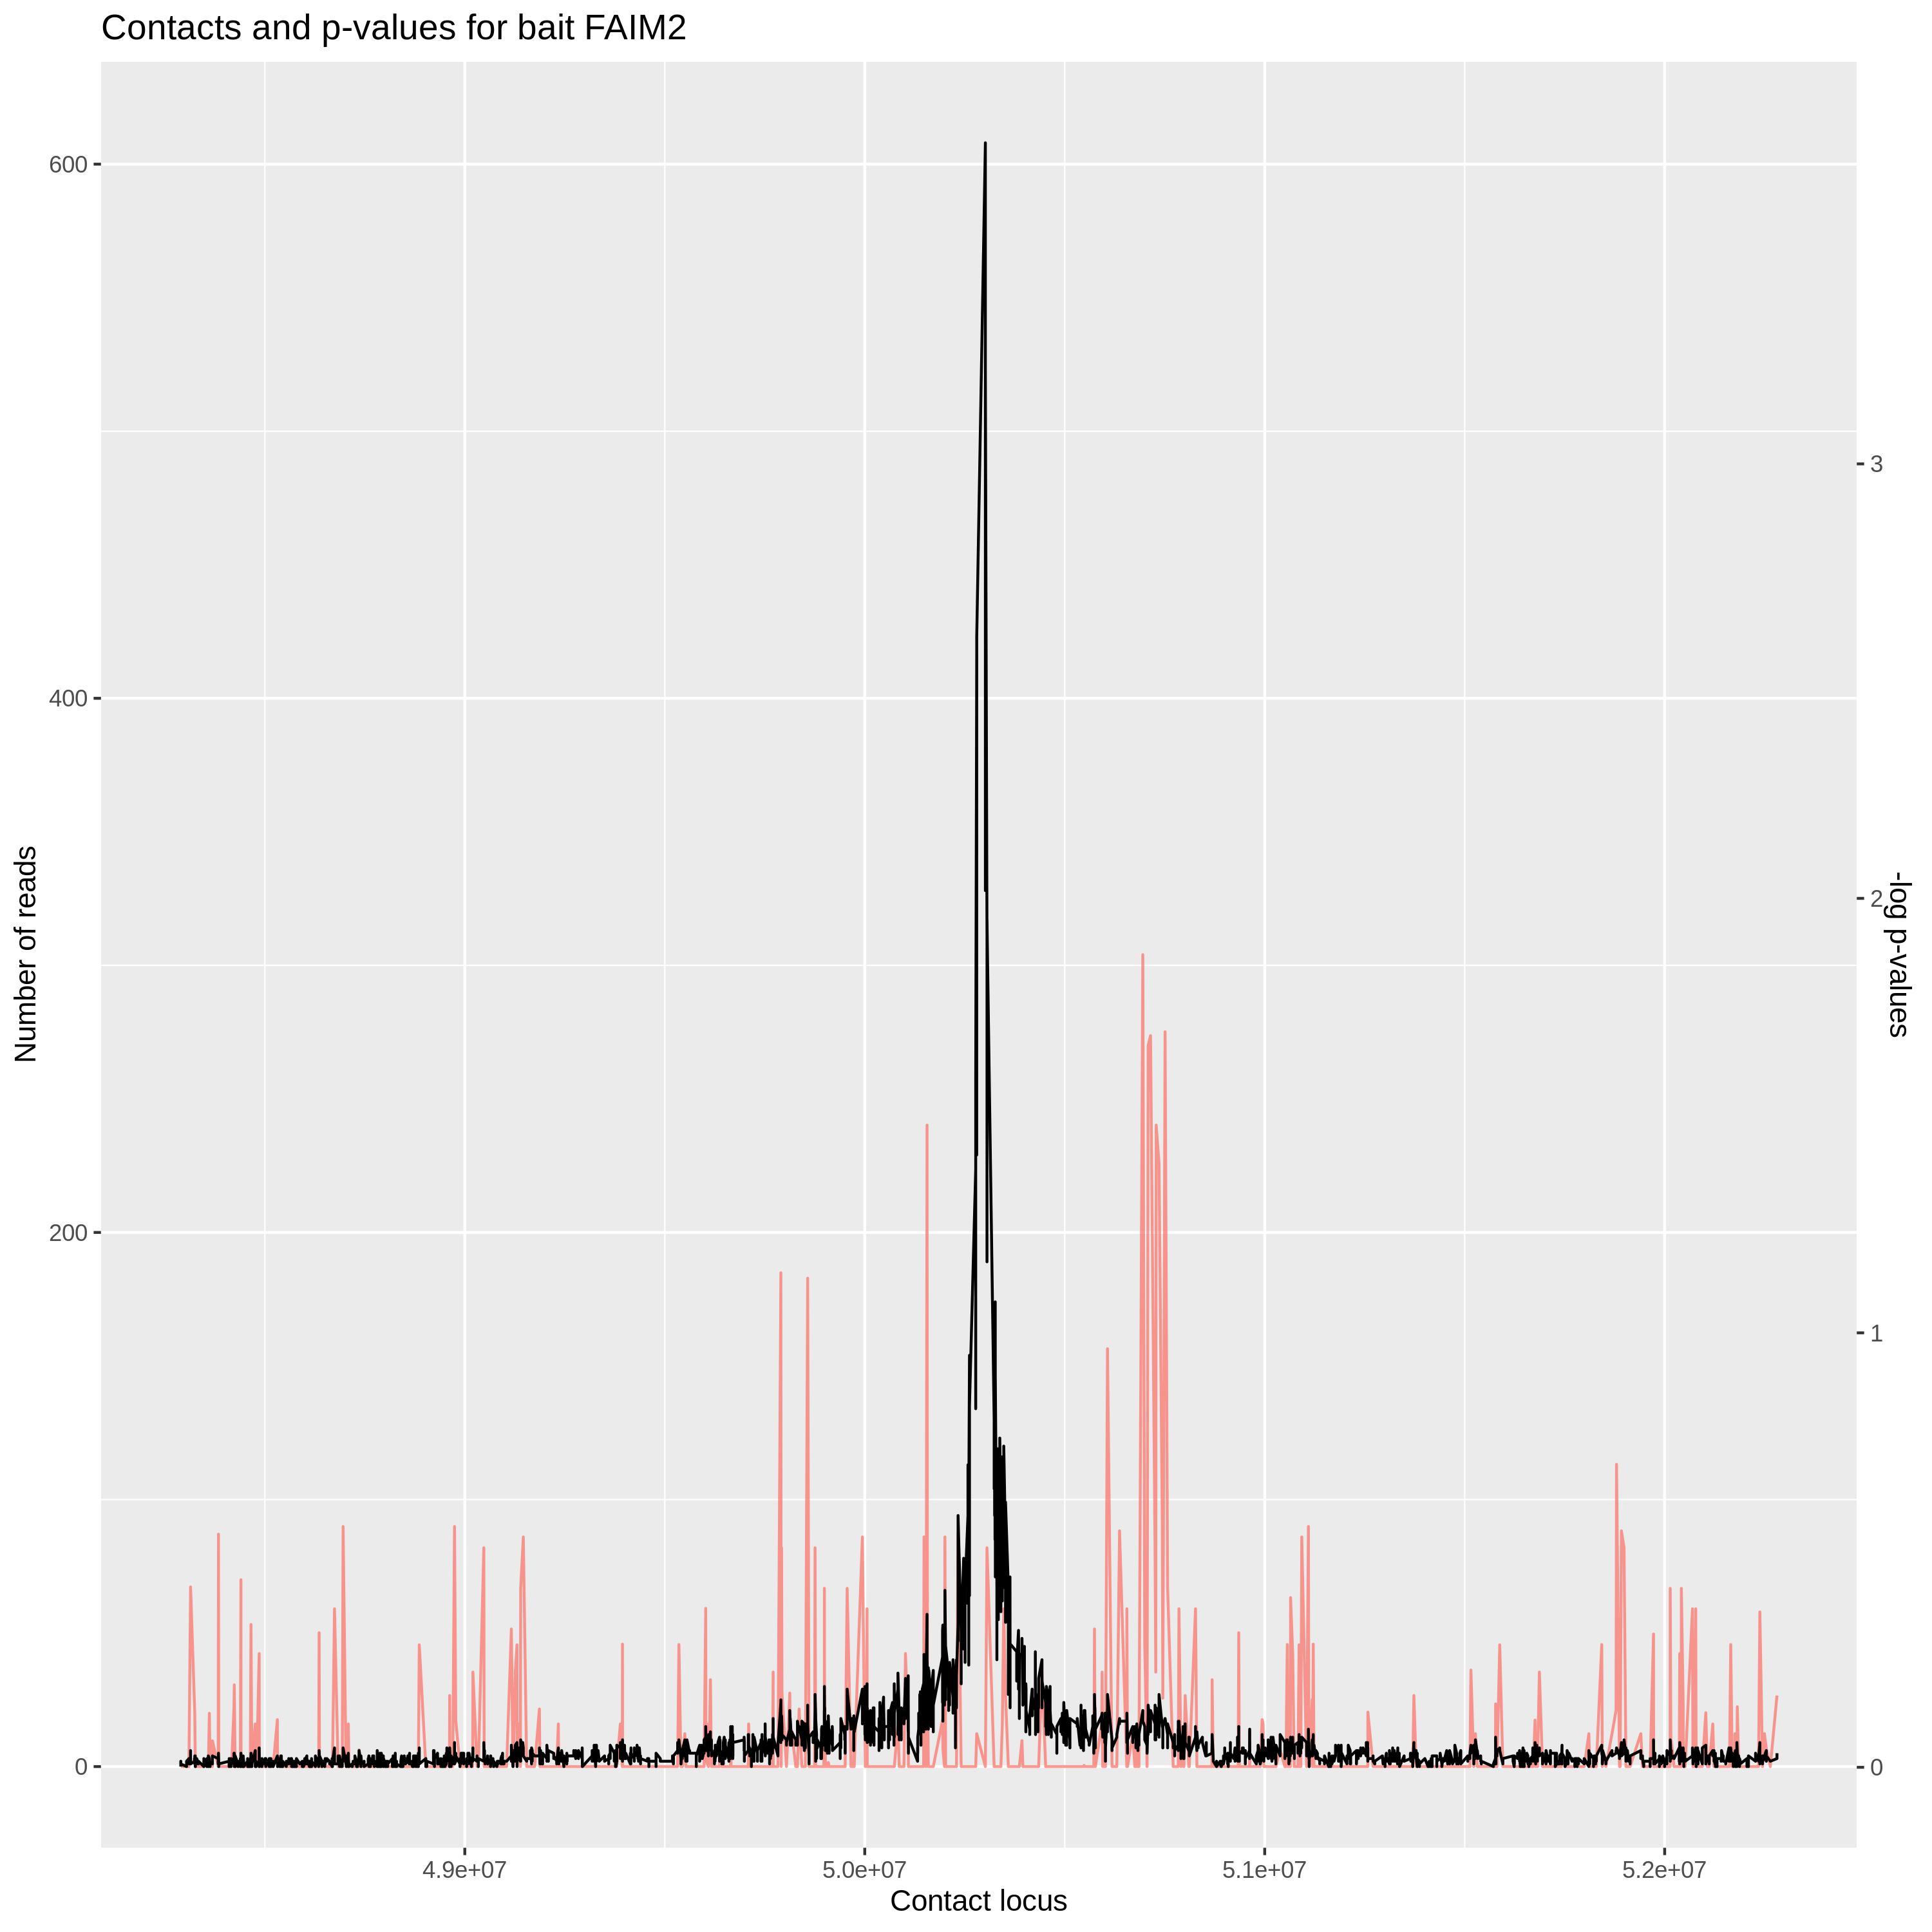 Contacts and p-values for bait FAIM2
600
400
200
0
Number of reads
3
2
1
0
-log p-values
4.9e+07
5.0e+07
5.1e+07
5.2e+07
Contact locus